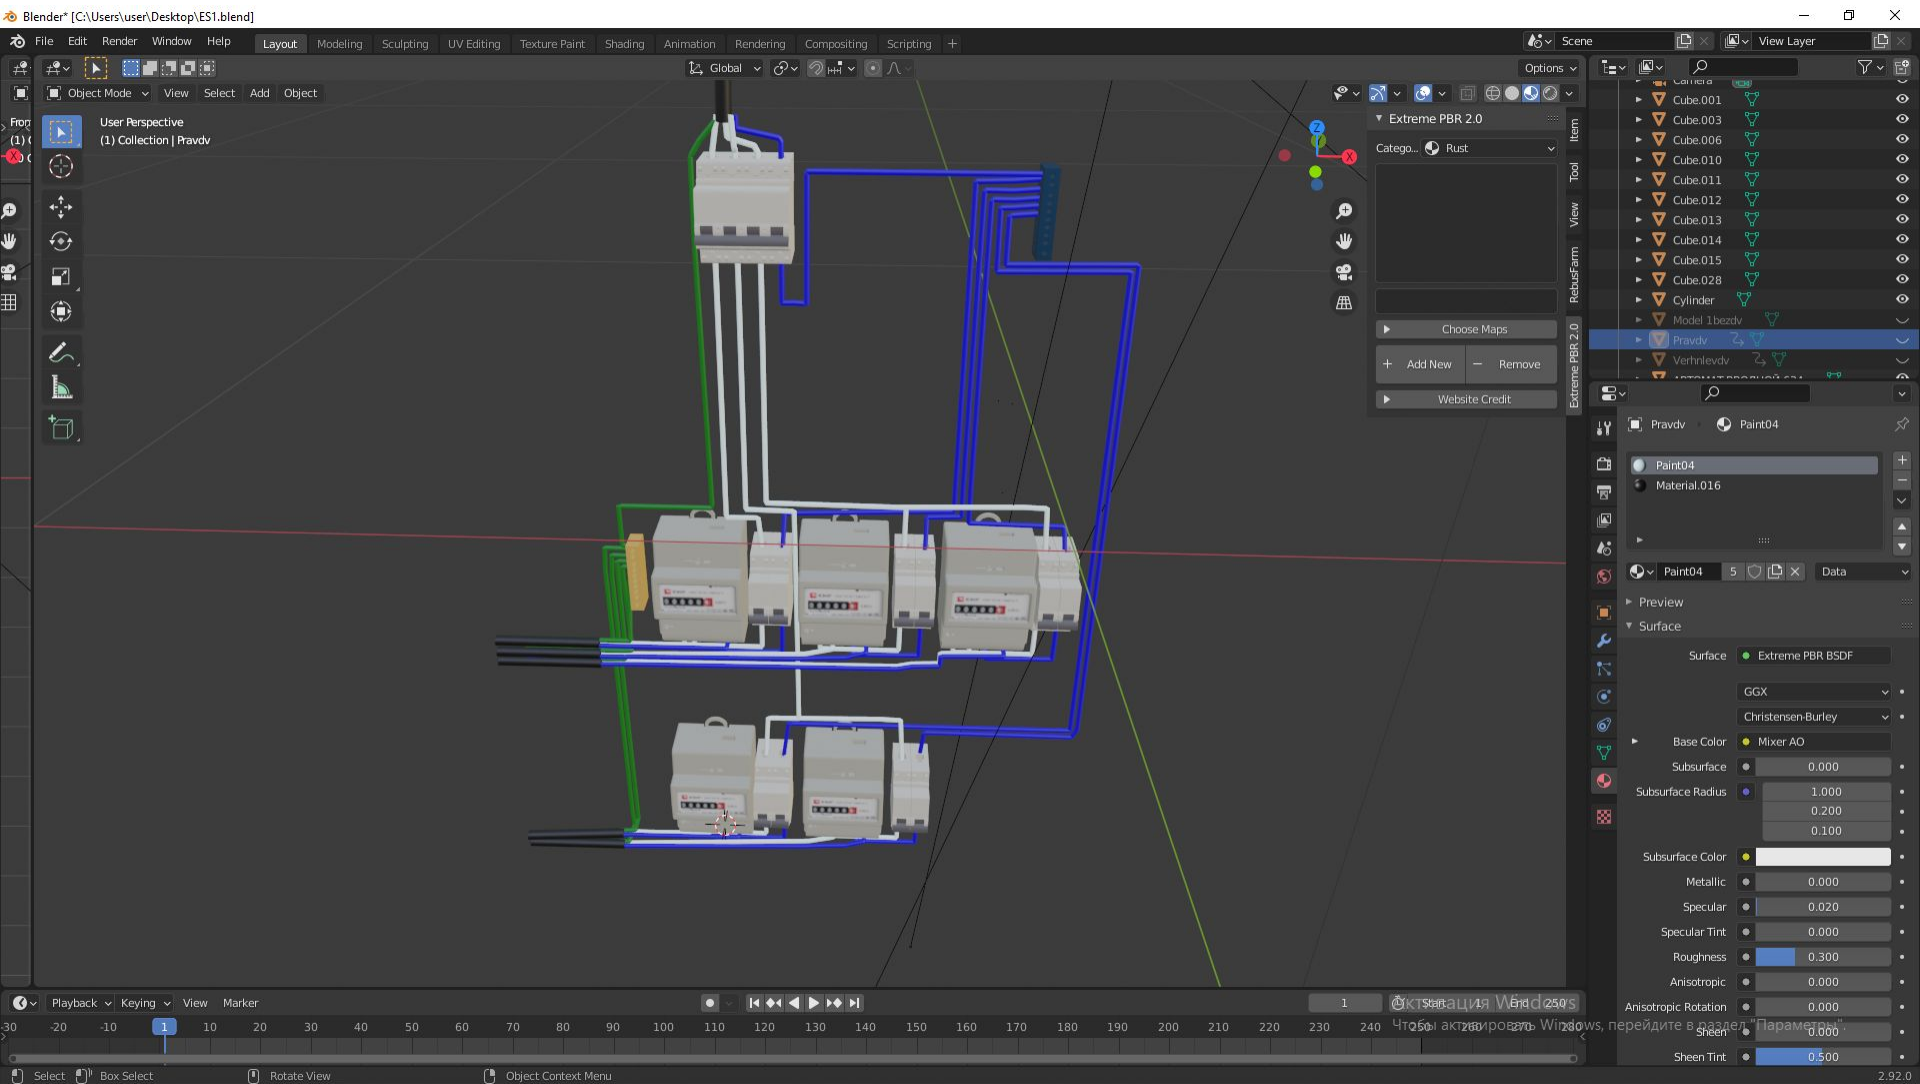 Blender* [C:\Users\user\Desktop\ES1.blend]
File Edit Render Window Help
Layout Modeling Sculpting UV Editing Texture Paint Shading Animation Rendering Compositing Scripting +
Scene
View Layer
Global
Options
Object Mode View Select Add Object
User Perspective
(1) Collection | Pravdv
Z
X
Extreme PBR 2.0
Catego... Rust
Choose Maps
+ Add New − Remove
Website Credit
Item
Tool
View
RebusFarm
Extreme PBR 2.0
Camera
Cube.001
Cube.003
Cube.006
Cube.010
Cube.011
Cube.012
Cube.013
Cube.014
Cube.015
Cube.028
Cylinder
Model 1bezdv
Pravdv
Verhnlevdv
Pravdv Paint04
Paint04
Material.016
Paint04 5 Data
Preview
Surface
Surface Extreme PBR BSDF
GGX
Christensen-Burley
Base Color Mixer AO
Subsurface 0.000
Subsurface Radius 1.000
0.200
0.100
Subsurface Color
Metallic 0.000
Specular 0.020
Specular Tint 0.000
Roughness 0.300
Anisotropic 0.000
Anisotropic Rotation 0.000
Sheen 0.000
Sheen Tint 0.500
Playback Keying View Marker
1 Start 1 End 250
Активация Windows
Чтобы активировать Windows, перейдите в раздел "Параметры".
-30 -20 -10 1 10 20 30 40 50 60 70 80 90 100 110 120 130 140 150 160 170 180 190 200 210 220 230 240 250 260 270 280
Select Box Select Rotate View Object Context Menu
2.92.0